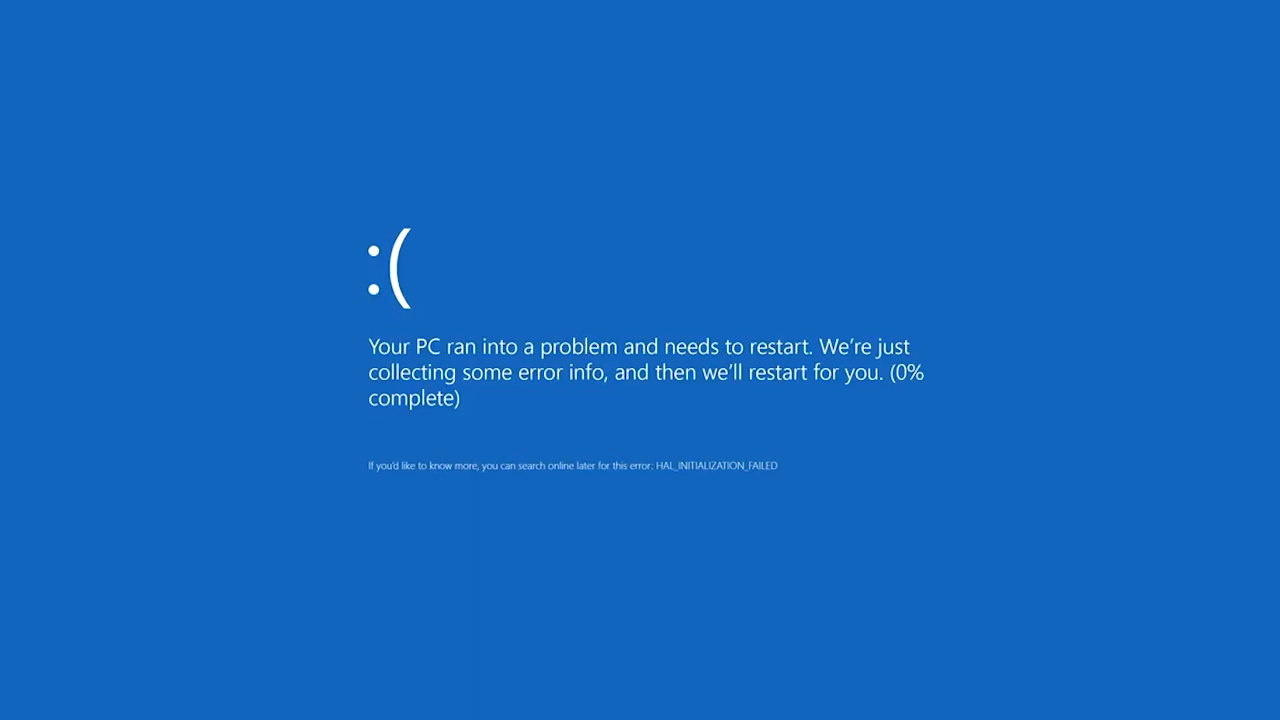 :(
Your PC ran into a problem and needs to restart. We're just
collecting some error info, and then we'll restart for you. (0%
complete)
If you'd like to know more, you can search online later for this error: HAL_INITIALIZATION_FAILED